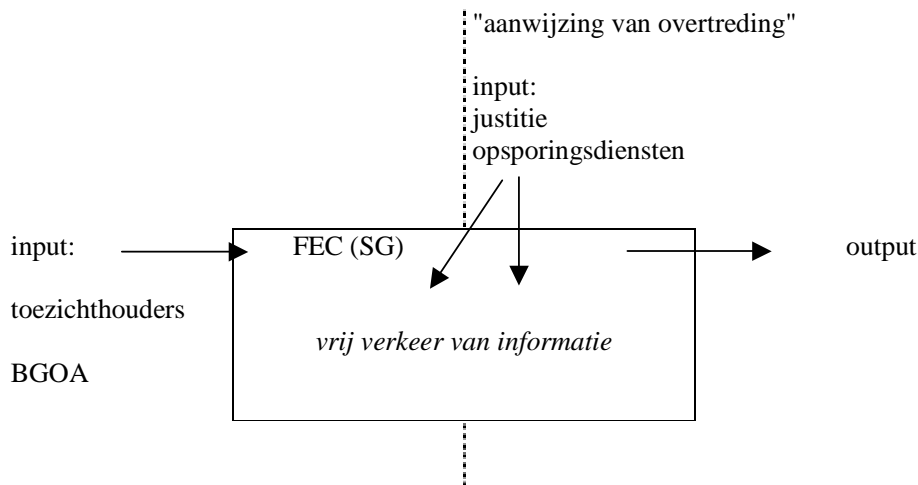 "aanwijzing van overtreding"
input:
justitie
opsporingsdiensten
input:
FEC (SG)
output
toezichthouders
vrij verkeer van informatie
BGOA